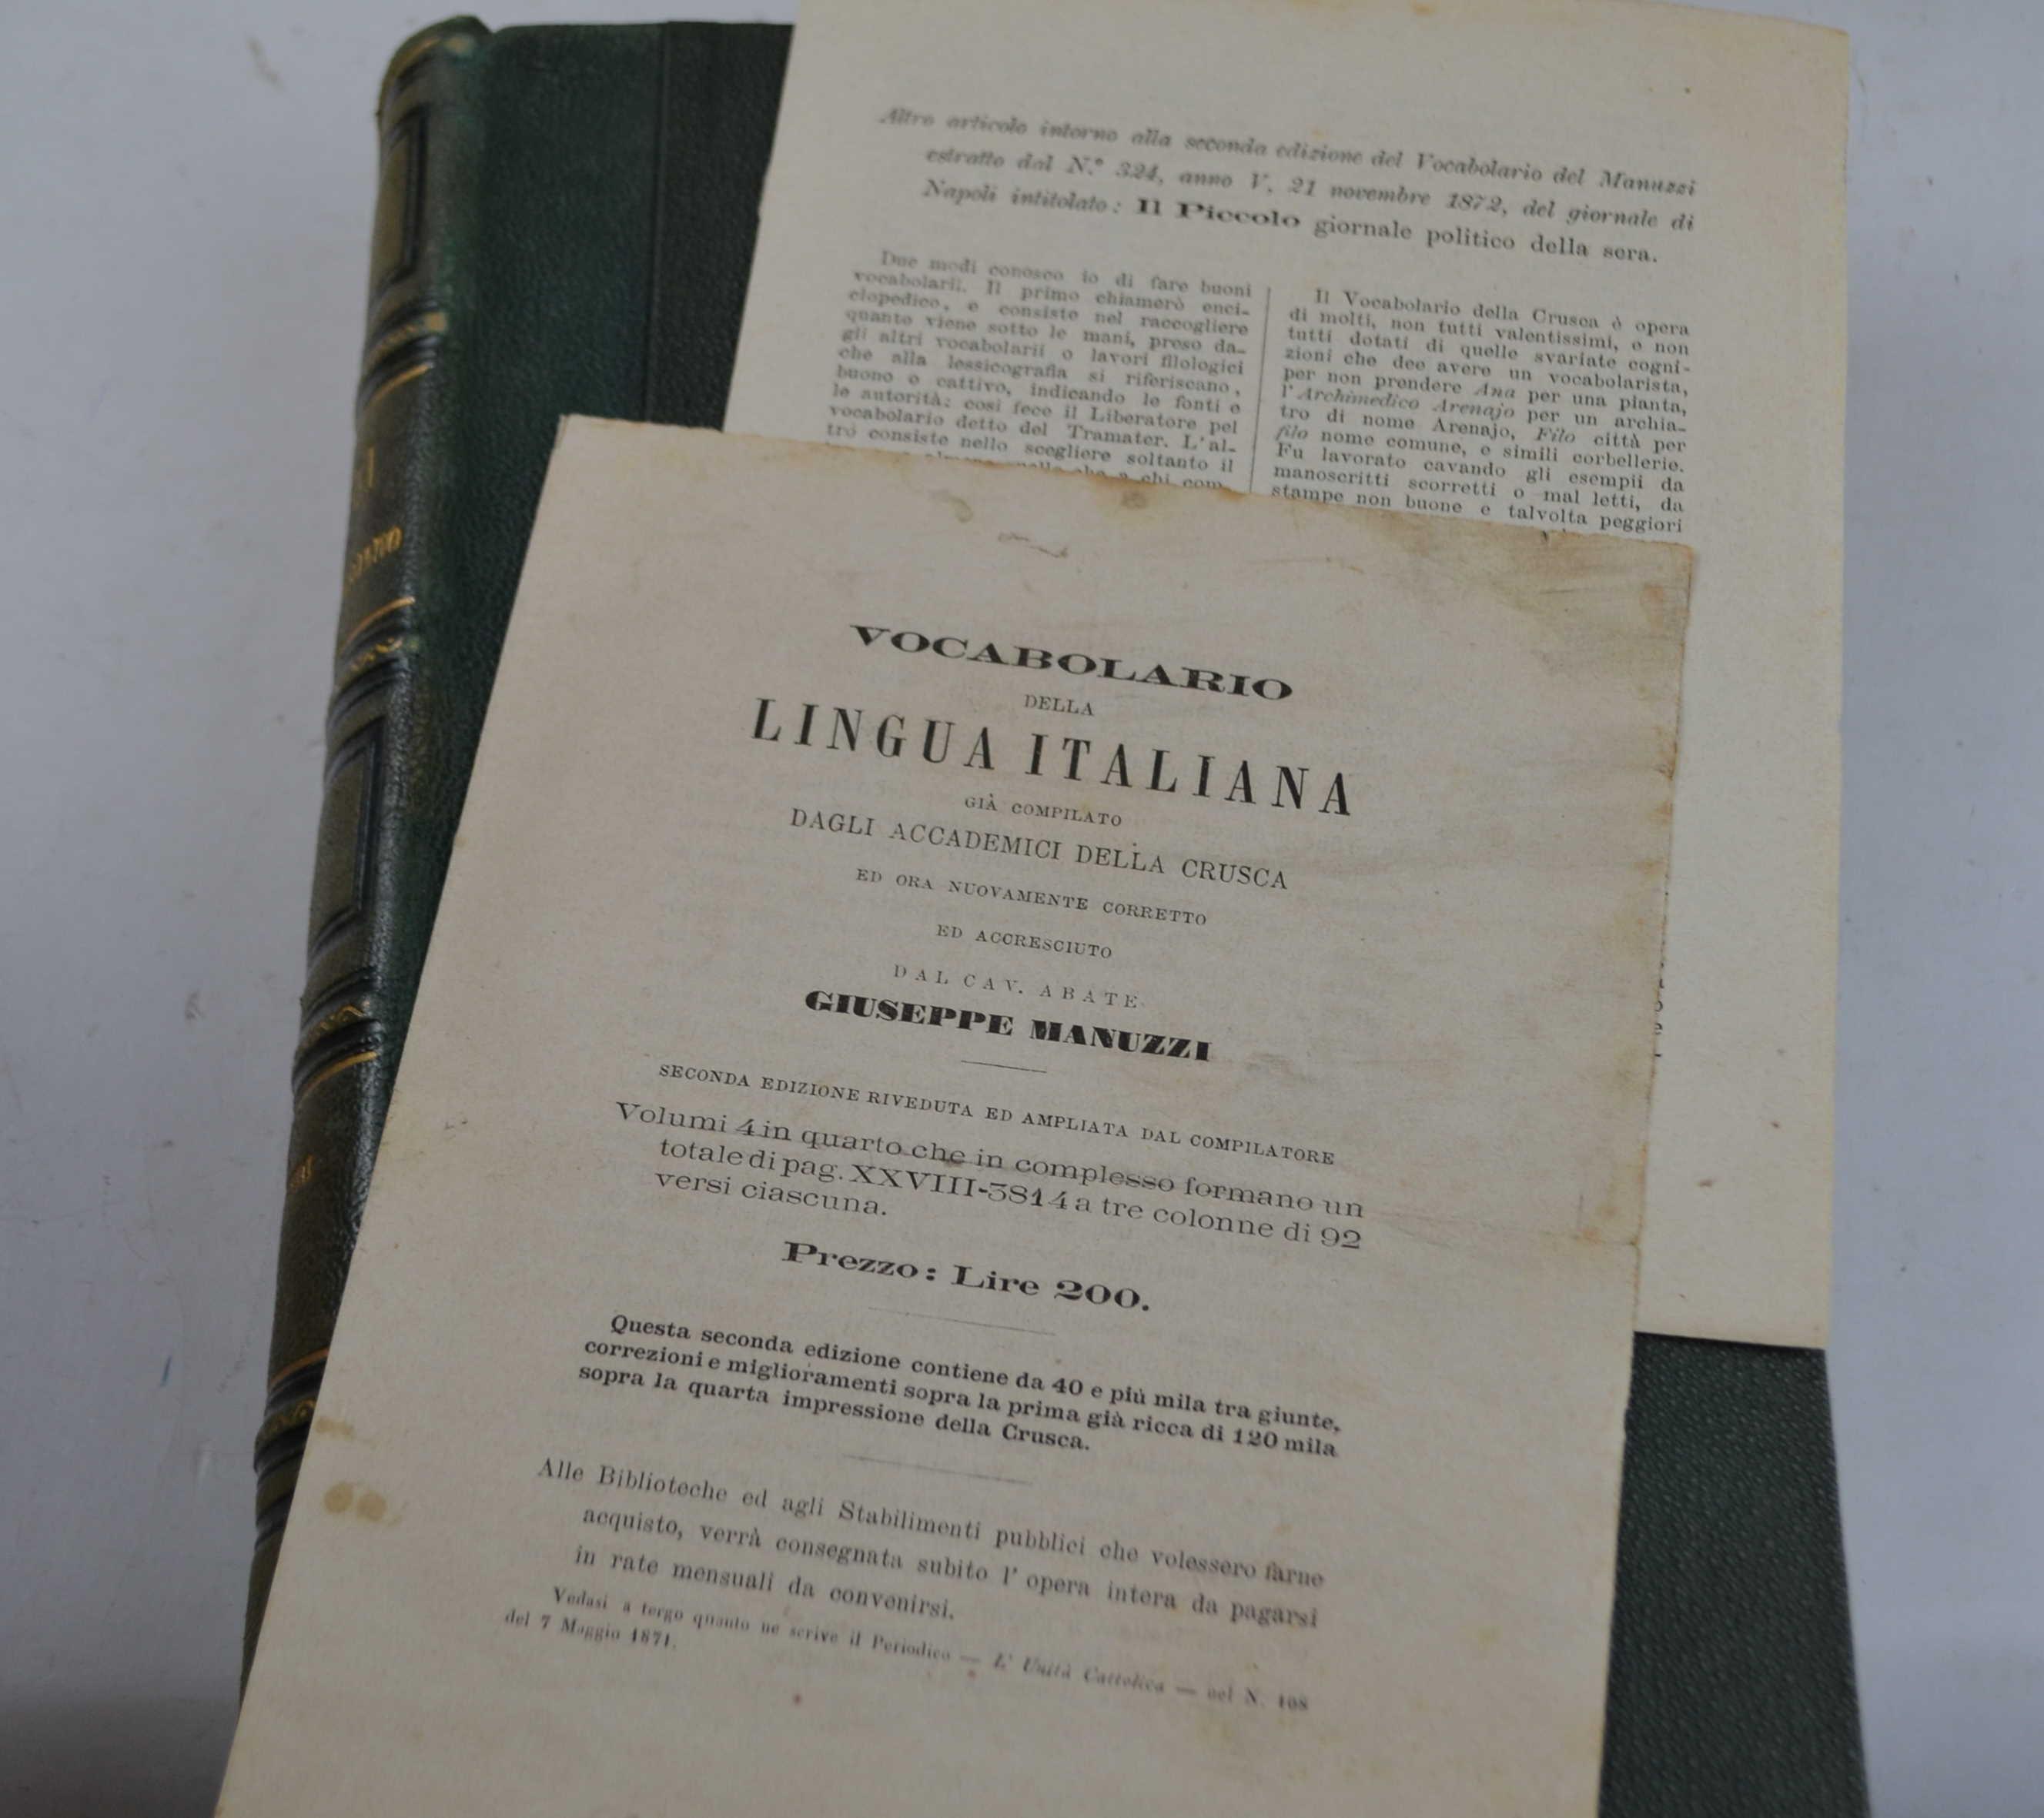 Altro articolo intorno alla seconda edizione del Vocabolario del Manuzzi
estratto dal N.º 324, anno V. 21 novembre 1872, del giornale di
Napoli intitolato: Il Piccolo giornale politico della sera.
Due modi conosco io di fare buoni
vocabolarii. Il primo chiamerò enci-
clopedico, e consiste nel raccogliere
quanto viene sotto le mani, preso da-
gli altri vocabolarii o lavori filologici
che alla lessicografia si riferiscano,
buono o cattivo, indicando le fonti e
le autorità: così fece il Liberatore pel
vocabolario detto del Tramater. L'al-
tro consiste nello scegliere soltanto il
chi com-
Il Vocabolario della Crusca è opera
di molti, non tutti valentissimi, e non
tutti dotati di quelle svariate cogni-
zioni che dee avere un vocabolarista,
per non prendere Ana per una pianta,
l'Archimedico Arenajo per un archia-
tro di nome Arenajo, Filo città per
filo nome comune, e simili corbellerie.
Fu lavorato cavando gli esempii da
manoscritti scorretti o mal letti, da
stampe non buone e talvolta peggiori
VOCABOLARIO
DELLA
LINGUA ITALIANA
GIÀ COMPILATO
DAGLI ACCADEMICI DELLA CRUSCA
ED ORA NUOVAMENTE CORRETTO
ED ACCRESCIUTO
DAL CAV. ABATE
GIUSEPPE MANUZZI
SECONDA EDIZIONE RIVEDUTA ED AMPLIATA DAL COMPILATORE
Volumi 4 in quarto che in complesso formano un
totale di pag. XXVIII-3814 a tre colonne di 92
versi ciascuna.
Prezzo: Lire 200.
Questa seconda edizione contiene da 40 e più mila tra giunte,
correzioni e miglioramenti sopra la prima già ricca di 120 mila
sopra la quarta impressione della Crusca.
Alle Biblioteche ed agli Stabilimenti pubblici che volessero farne
acquisto, verrà consegnata subito l'opera intera da pagarsi
in rate mensuali da convenirsi.
Vedasi a tergo quanto ne scrive il Periodico — L'Unità Cattolica — nel N. 108
del 7 Maggio 1871.